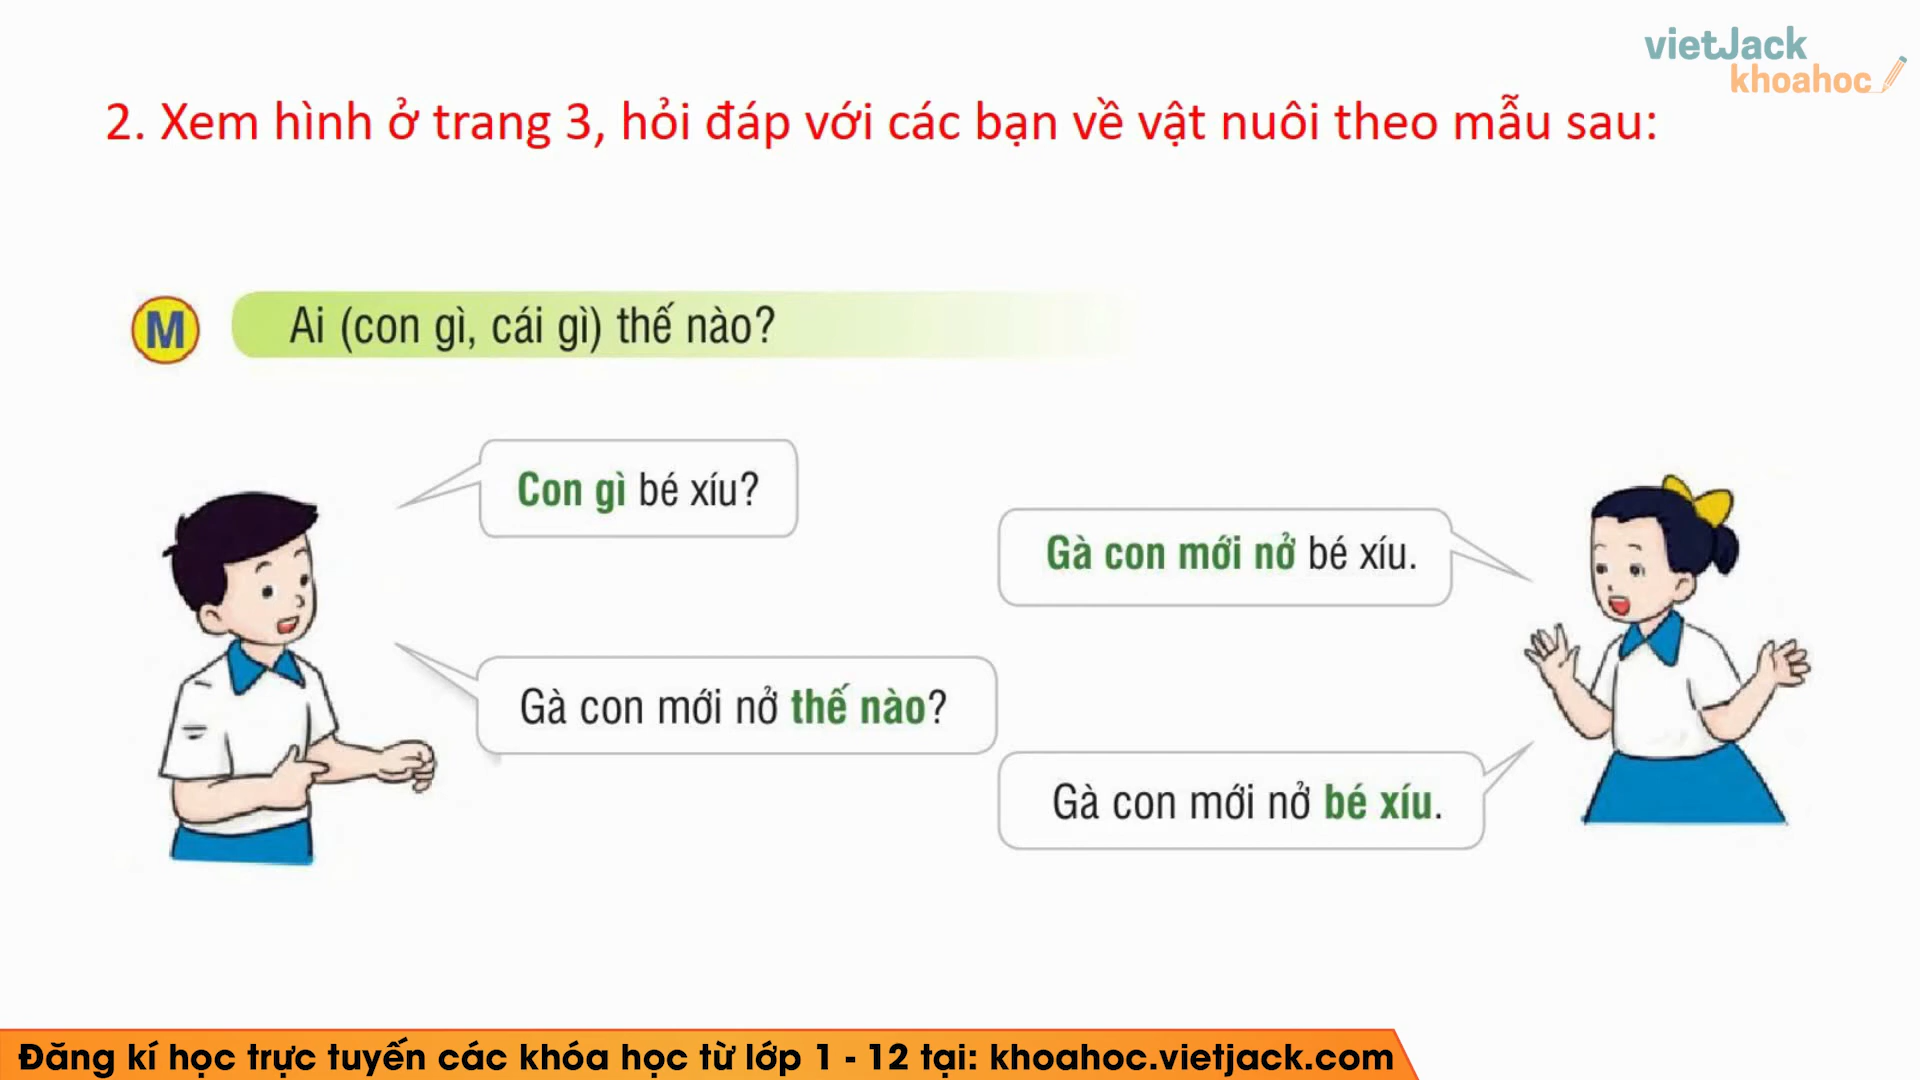 vietJack
khoahoc
2. Xem hình ở trang 3, hỏi đáp với các bạn về vật nuôi theo mẫu sau:
M
Ai (con gì, cái gì) thế nào?
Con gì bé xíu?
Gà con mới nở bé xíu.
Gà con mới nở thế nào?
Gà con mới nở bé xíu.
Đăng kí học trực tuyến các khóa học từ lớp 1 - 12 tại: khoahoc.vietjack.com